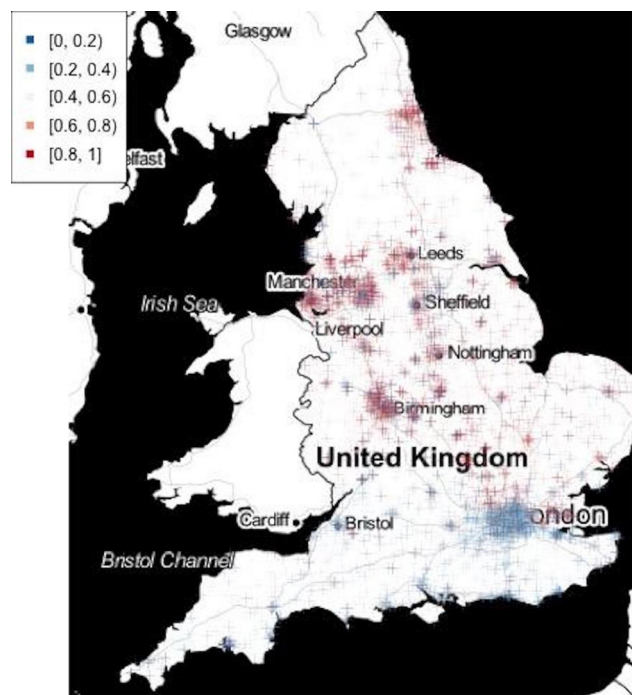 [0, 0.2)
[0.2, 0.4)
[0.4, 0.6)
[0.6, 0.8)
[0.8, 1]
Glasgow
elfast
Leeds
Manchester
Irish Sea
Sheffield
Liverpool
Nottingham
Birmingham
United Kingdom
ondon
Cardiff
Bristol
Bristol Channel